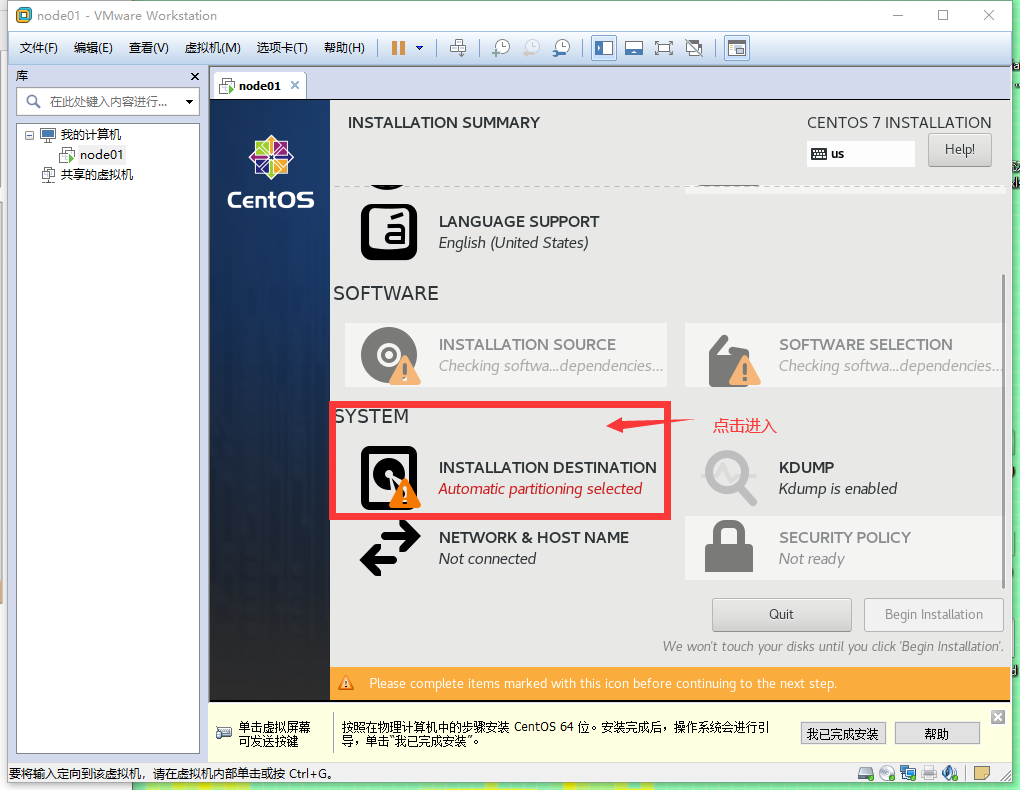 node01 - VMware Workstation
文件(F) 编辑(E) 查看(V) 虚拟机(M) 选项卡(T) 帮助(H)
库
在此处键入内容进行...
我的计算机
node01
共享的虚拟机
node01
CentOS
INSTALLATION SUMMARY
CENTOS 7 INSTALLATION
us
Help!
á
LANGUAGE SUPPORT
English (United States)
SOFTWARE
INSTALLATION SOURCE
Checking softwa...dependencies...
SOFTWARE SELECTION
Checking softwa...dependencies...
SYSTEM
点击进入
INSTALLATION DESTINATION
Automatic partitioning selected
KDUMP
Kdump is enabled
NETWORK & HOST NAME
Not connected
SECURITY POLICY
Not ready
Quit
Begin Installation
We won't touch your disks until you click 'Begin Installation'.
Please complete items marked with this icon before continuing to the next step.
单击虚拟屏幕
可发送按键
按照在物理计算机中的步骤安装 CentOS 64 位。安装完成后，操作系统会进行引
导，单击“我已完成安装”。
我已完成安装
帮助
要将输入定向到该虚拟机，请在虚拟机内部单击或按 Ctrl+G。